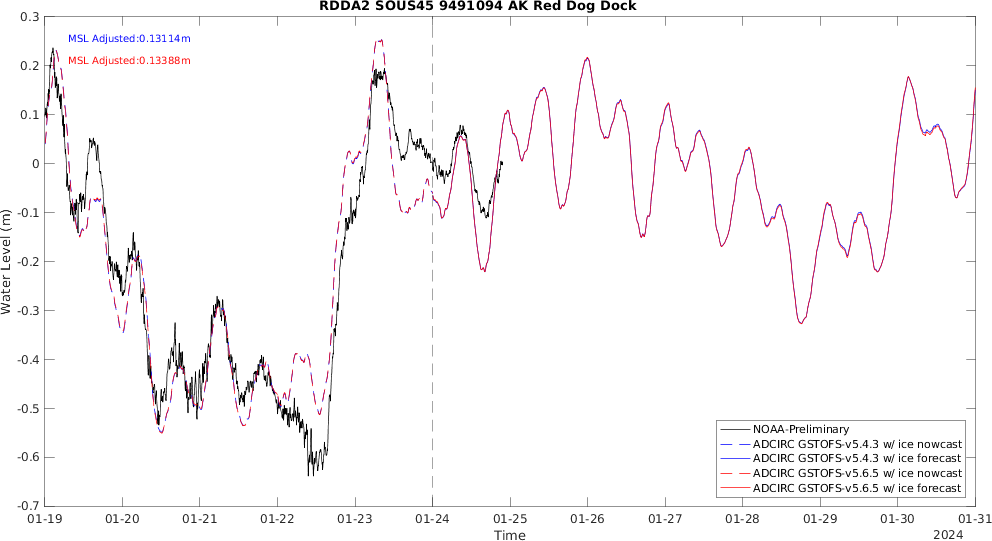 RDDA2 SOUS45 9491094 AK Red Dog Dock
MSL Adjusted:0.13114m
MSL Adjusted:0.13388m
Water Level (m)
0.3
0.2
0.1
0
-0.1
-0.2
-0.3
-0.4
-0.5
-0.6
-0.7
NOAA-Preliminary
ADCIRC GSTOFS-v5.4.3 w/ ice nowcast
ADCIRC GSTOFS-v5.4.3 w/ ice forecast
ADCIRC GSTOFS-v5.6.5 w/ ice nowcast
ADCIRC GSTOFS-v5.6.5 w/ ice forecast
01-19 01-20 01-21 01-22 01-23 01-24 01-25 01-26 01-27 01-28 01-29 01-30 01-31
Time
2024